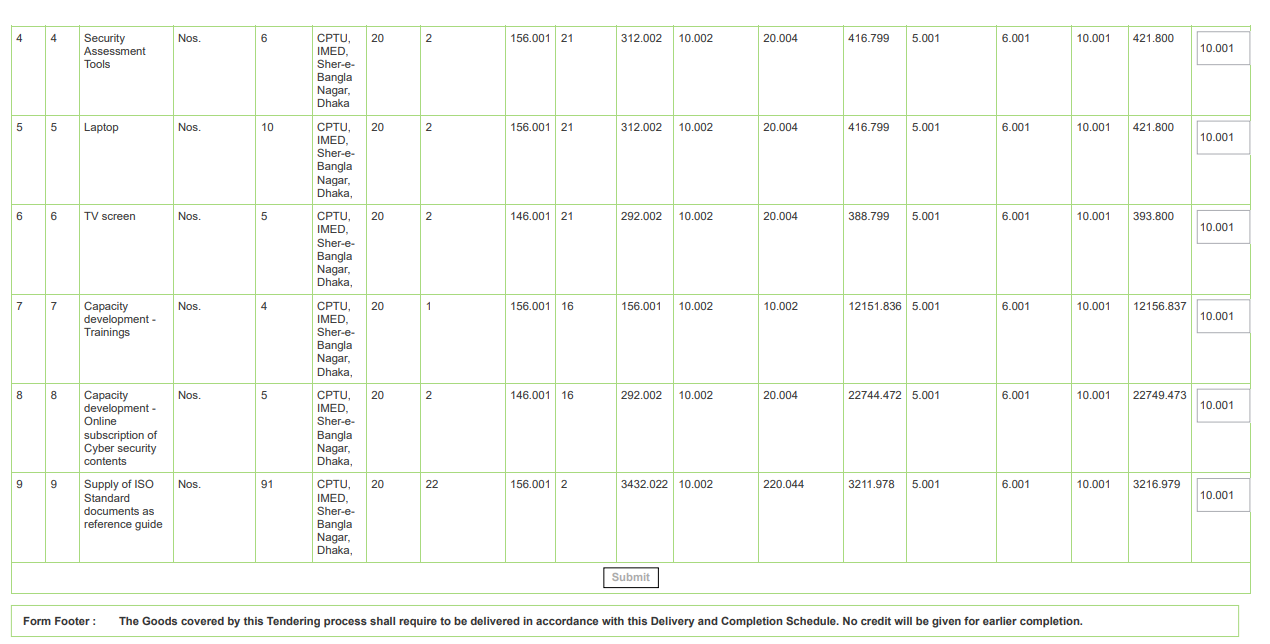 4 4 Security Nos. 6 CPTU, 20 2 156.001 21 312.002 10.002 20.004 416.799 5.001 6.001 10.001 421.800 10.001
Assessment IMED,
Tools Sher-e-
Bangla
Nagar,
Dhaka
5 5 Laptop Nos. 10 CPTU, 20 2 156.001 21 312.002 10.002 20.004 416.799 5.001 6.001 10.001 421.800 10.001
IMED,
Sher-e-
Bangla
Nagar,
Dhaka,
6 6 TV screen Nos. 5 CPTU, 20 2 146.001 21 292.002 10.002 20.004 388.799 5.001 6.001 10.001 393.800 10.001
IMED,
Sher-e-
Bangla
Nagar,
Dhaka,
7 7 Capacity Nos. 4 CPTU, 20 1 156.001 16 156.001 10.002 10.002 12151.836 5.001 6.001 10.001 12156.837 10.001
development - IMED,
Trainings Sher-e-
Bangla
Nagar,
Dhaka,
8 8 Capacity Nos. 5 CPTU, 20 2 146.001 16 292.002 10.002 20.004 22744.472 5.001 6.001 10.001 22749.473 10.001
development - IMED,
Online Sher-e-
subscription of Bangla
Cyber security Nagar,
contents Dhaka,
9 9 Supply of ISO Nos. 91 CPTU, 20 22 156.001 2 3432.022 10.002 220.044 3211.978 5.001 6.001 10.001 3216.979 10.001
Standard IMED,
documents as Sher-e-
reference guide Bangla
Nagar,
Dhaka,
Submit
Form Footer : The Goods covered by this Tendering process shall require to be delivered in accordance with this Delivery and Completion Schedule. No credit will be given for earlier completion.